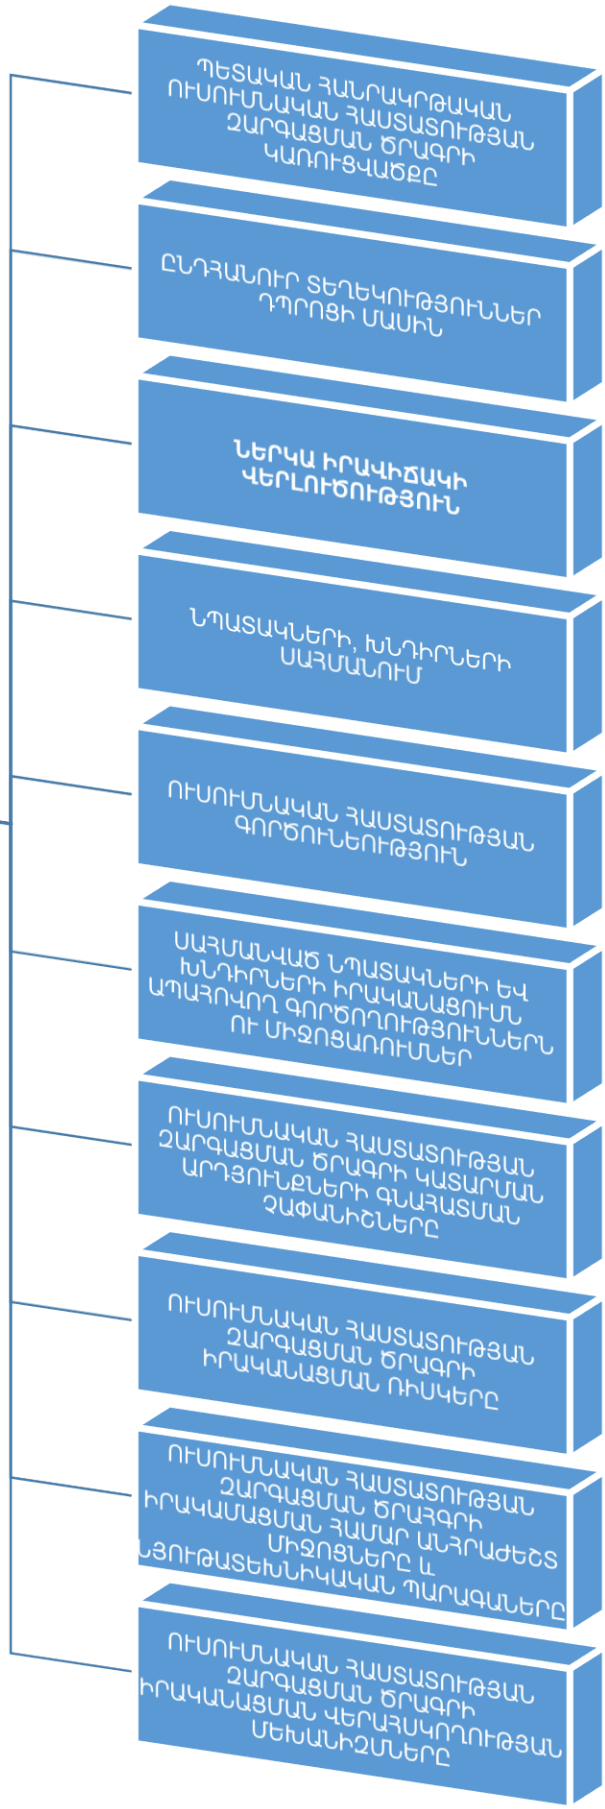 ՊԵՏԱԿԱՆ ՀԱՆՐԱԿՐԹԱԿԱՆ
ՈՒՍՈՒՄՆԱԿԱՆ ՀԱՍՏԱՏՈՒԹՅԱՆ
ԶԱՐԳԱՑՄԱՆ ԾՐԱԳՐԻ
ԿԱՌՈՒՑՎԱԾՔԸ
ԸՆԴՀԱՆՈՒՐ ՏԵՂԵԿՈՒԹՅՈՒՆՆԵՐ
ԴՊՐՈՑԻ ՄԱՍԻՆ
ՆԵՐԿԱ ԻՐԱՎԻՃԱԿԻ
ՎԵՐԼՈՒԾՈՒԹՅՈՒՆ
ՆՊԱՏԱԿՆԵՐԻ, ԽՆԴԻՐՆԵՐԻ
ՍԱՀՄԱՆՈՒՄ
ՈՒՍՈՒՄՆԱԿԱՆ ՀԱՍՏԱՏՈՒԹՅԱՆ
ԳՈՐԾՈՒՆԵՈՒԹՅՈՒՆ
ՍԱՀՄԱՆՎԱԾ ՆՊԱՏԱԿՆԵՐԻ ԵՎ
ԽՆԴԻՐՆԵՐԻ ԻՐԱԿԱՆԱՑՈՒՄՆ
ԱՊԱՀՈՎՈՂ ԳՈՐԾՈՂՈՒԹՅՈՒՆՆԵՐՆ
ՈՒ ՄԻՋՈՑԱՌՈՒՄՆԵՐ
ՈՒՍՈՒՄՆԱԿԱՆ ՀԱՍՏԱՏՈՒԹՅԱՆ
ԶԱՐԳԱՑՄԱՆ ԾՐԱԳՐԻ ԿԱՏԱՐՄԱՆ
ԱՐԴՅՈՒՆՔՆԵՐԻ ԳՆԱՀԱՏՄԱՆ
ՉԱՓԱՆԻՇՆԵՐԸ
ՈՒՍՈՒՄՆԱԿԱՆ ՀԱՍՏԱՏՈՒԹՅԱՆ
ԶԱՐԳԱՑՄԱՆ ԾՐԱԳՐԻ
ԻՐԱԿԱՆԱՑՄԱՆ ՌԻՍԿԵՐԸ
ՈՒՍՈՒՄՆԱԿԱՆ ՀԱՍՏԱՏՈՒԹՅԱՆ
ԶԱՐԳԱՑՄԱՆ ԾՐԱՀԳՐԻ
ԻՐԱԿԱՄԱՑՄԱՆ ՀԱՄԱՐ ԱՆՀՐԱԺԵՇՏ
ՄԻՋՈՑՆԵՐԸ և
ՆՅՈՒԹԱՏԵԽՆԻԿԱԿԱՆ ՊԱՐԱԳԱՆԵՐԸ
ՈՒՍՈՒՄՆԱԿԱՆ ՀԱՍՏԱՏՈՒԹՅԱՆ
ԶԱՐԳԱՑՄԱՆ ԾՐԱԳՐԻ
ԻՐԱԿԱՆԱՑՄԱՆ ՎԵՐԱՀՍԿՈՂՈՒԹՅԱՆ
ՄԵԽԱՆԻԶՄՆԵՐԸ